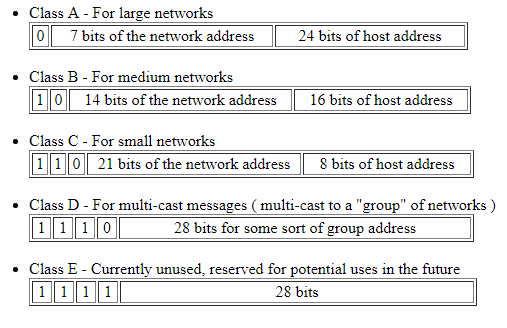 Class A - For large networks
0 7 bits of the network address 24 bits of host address
Class B - For medium networks
1 0 14 bits of the network address 16 bits of host address
Class C - For small networks
1 1 0 21 bits of the network address 8 bits of host address
Class D - For multi-cast messages ( multi-cast to a "group" of networks )
1 1 1 0 28 bits for some sort of group address
Class E - Currently unused, reserved for potential uses in the future
1 1 1 1 28 bits